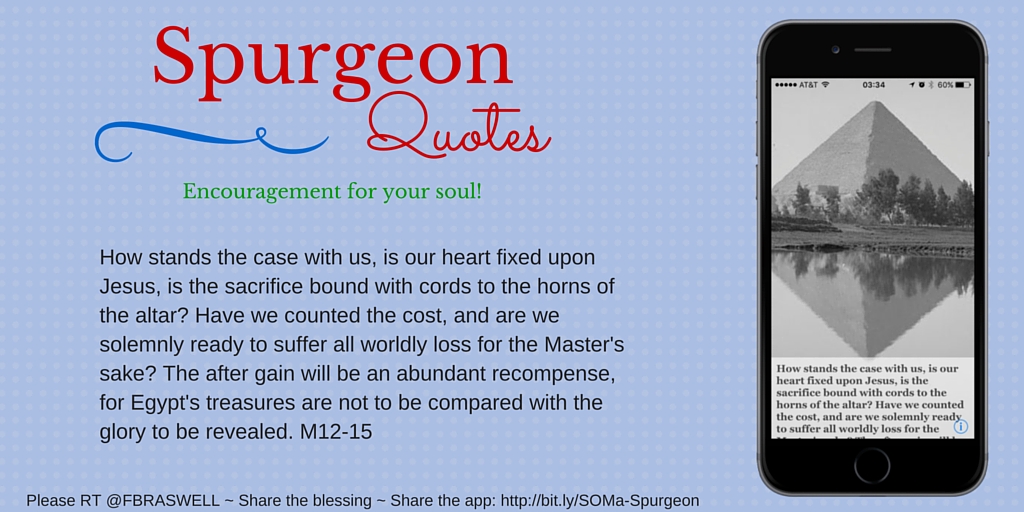 Spurgeon
Quotes
Encouragement for your soul!
How stands the case with us, is our heart fixed upon
Jesus, is the sacrifice bound with cords to the horns of
the altar? Have we counted the cost, and are we
solemnly ready to suffer all worldly loss for the Master's
sake? The after gain will be an abundant recompense,
for Egypt's treasures are not to be compared with the
glory to be revealed. M12-15
Please RT @FBRASWELL ~ Share the blessing ~ Share the app: http://bit.ly/SOMa-Spurgeon
AT&T 03:34 60%
How stands the case with us, is our
heart fixed upon Jesus, is the
sacrifice bound with cords to the
horns of the altar? Have we counted
the cost, and are we solemnly ready
to suffer all worldly loss for the